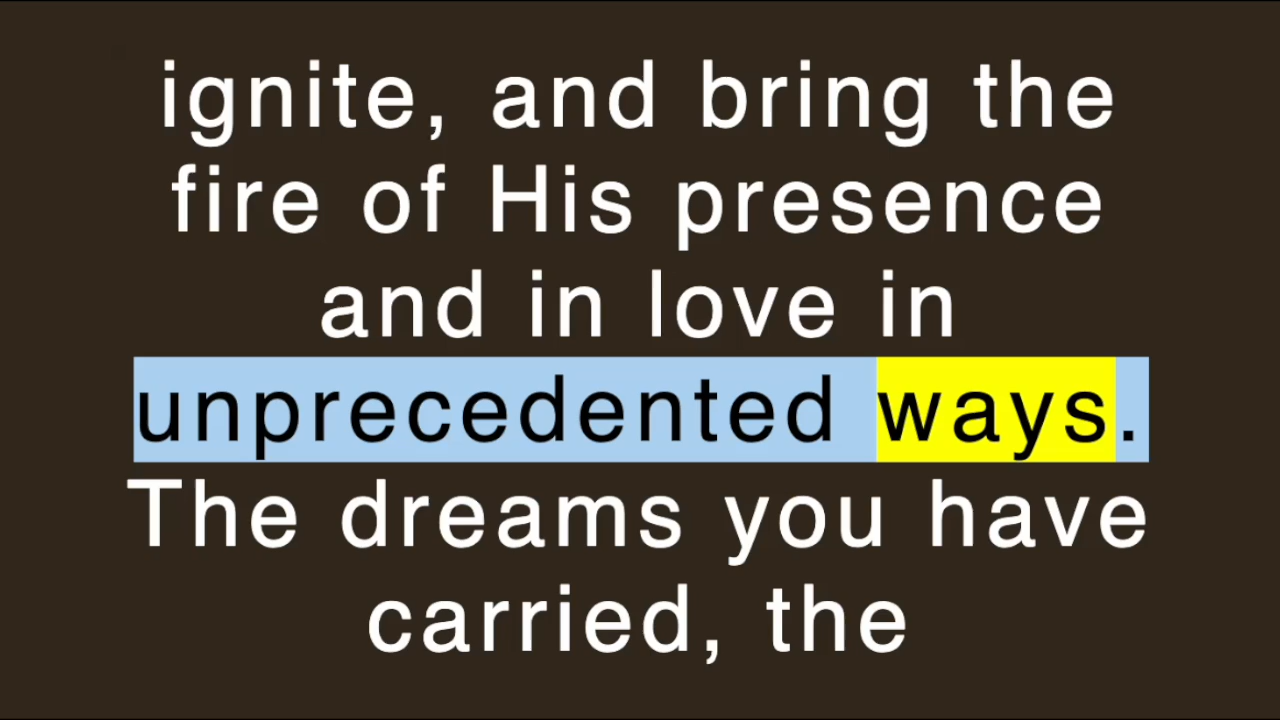 ignite, and bring the
fire of His presence
and in love in
unprecedented ways.
The dreams you have
carried, the